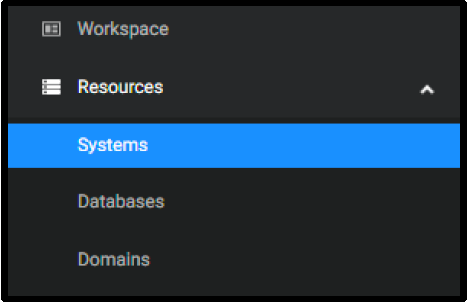 Workspace
Resources
Systems
Databases
Domains